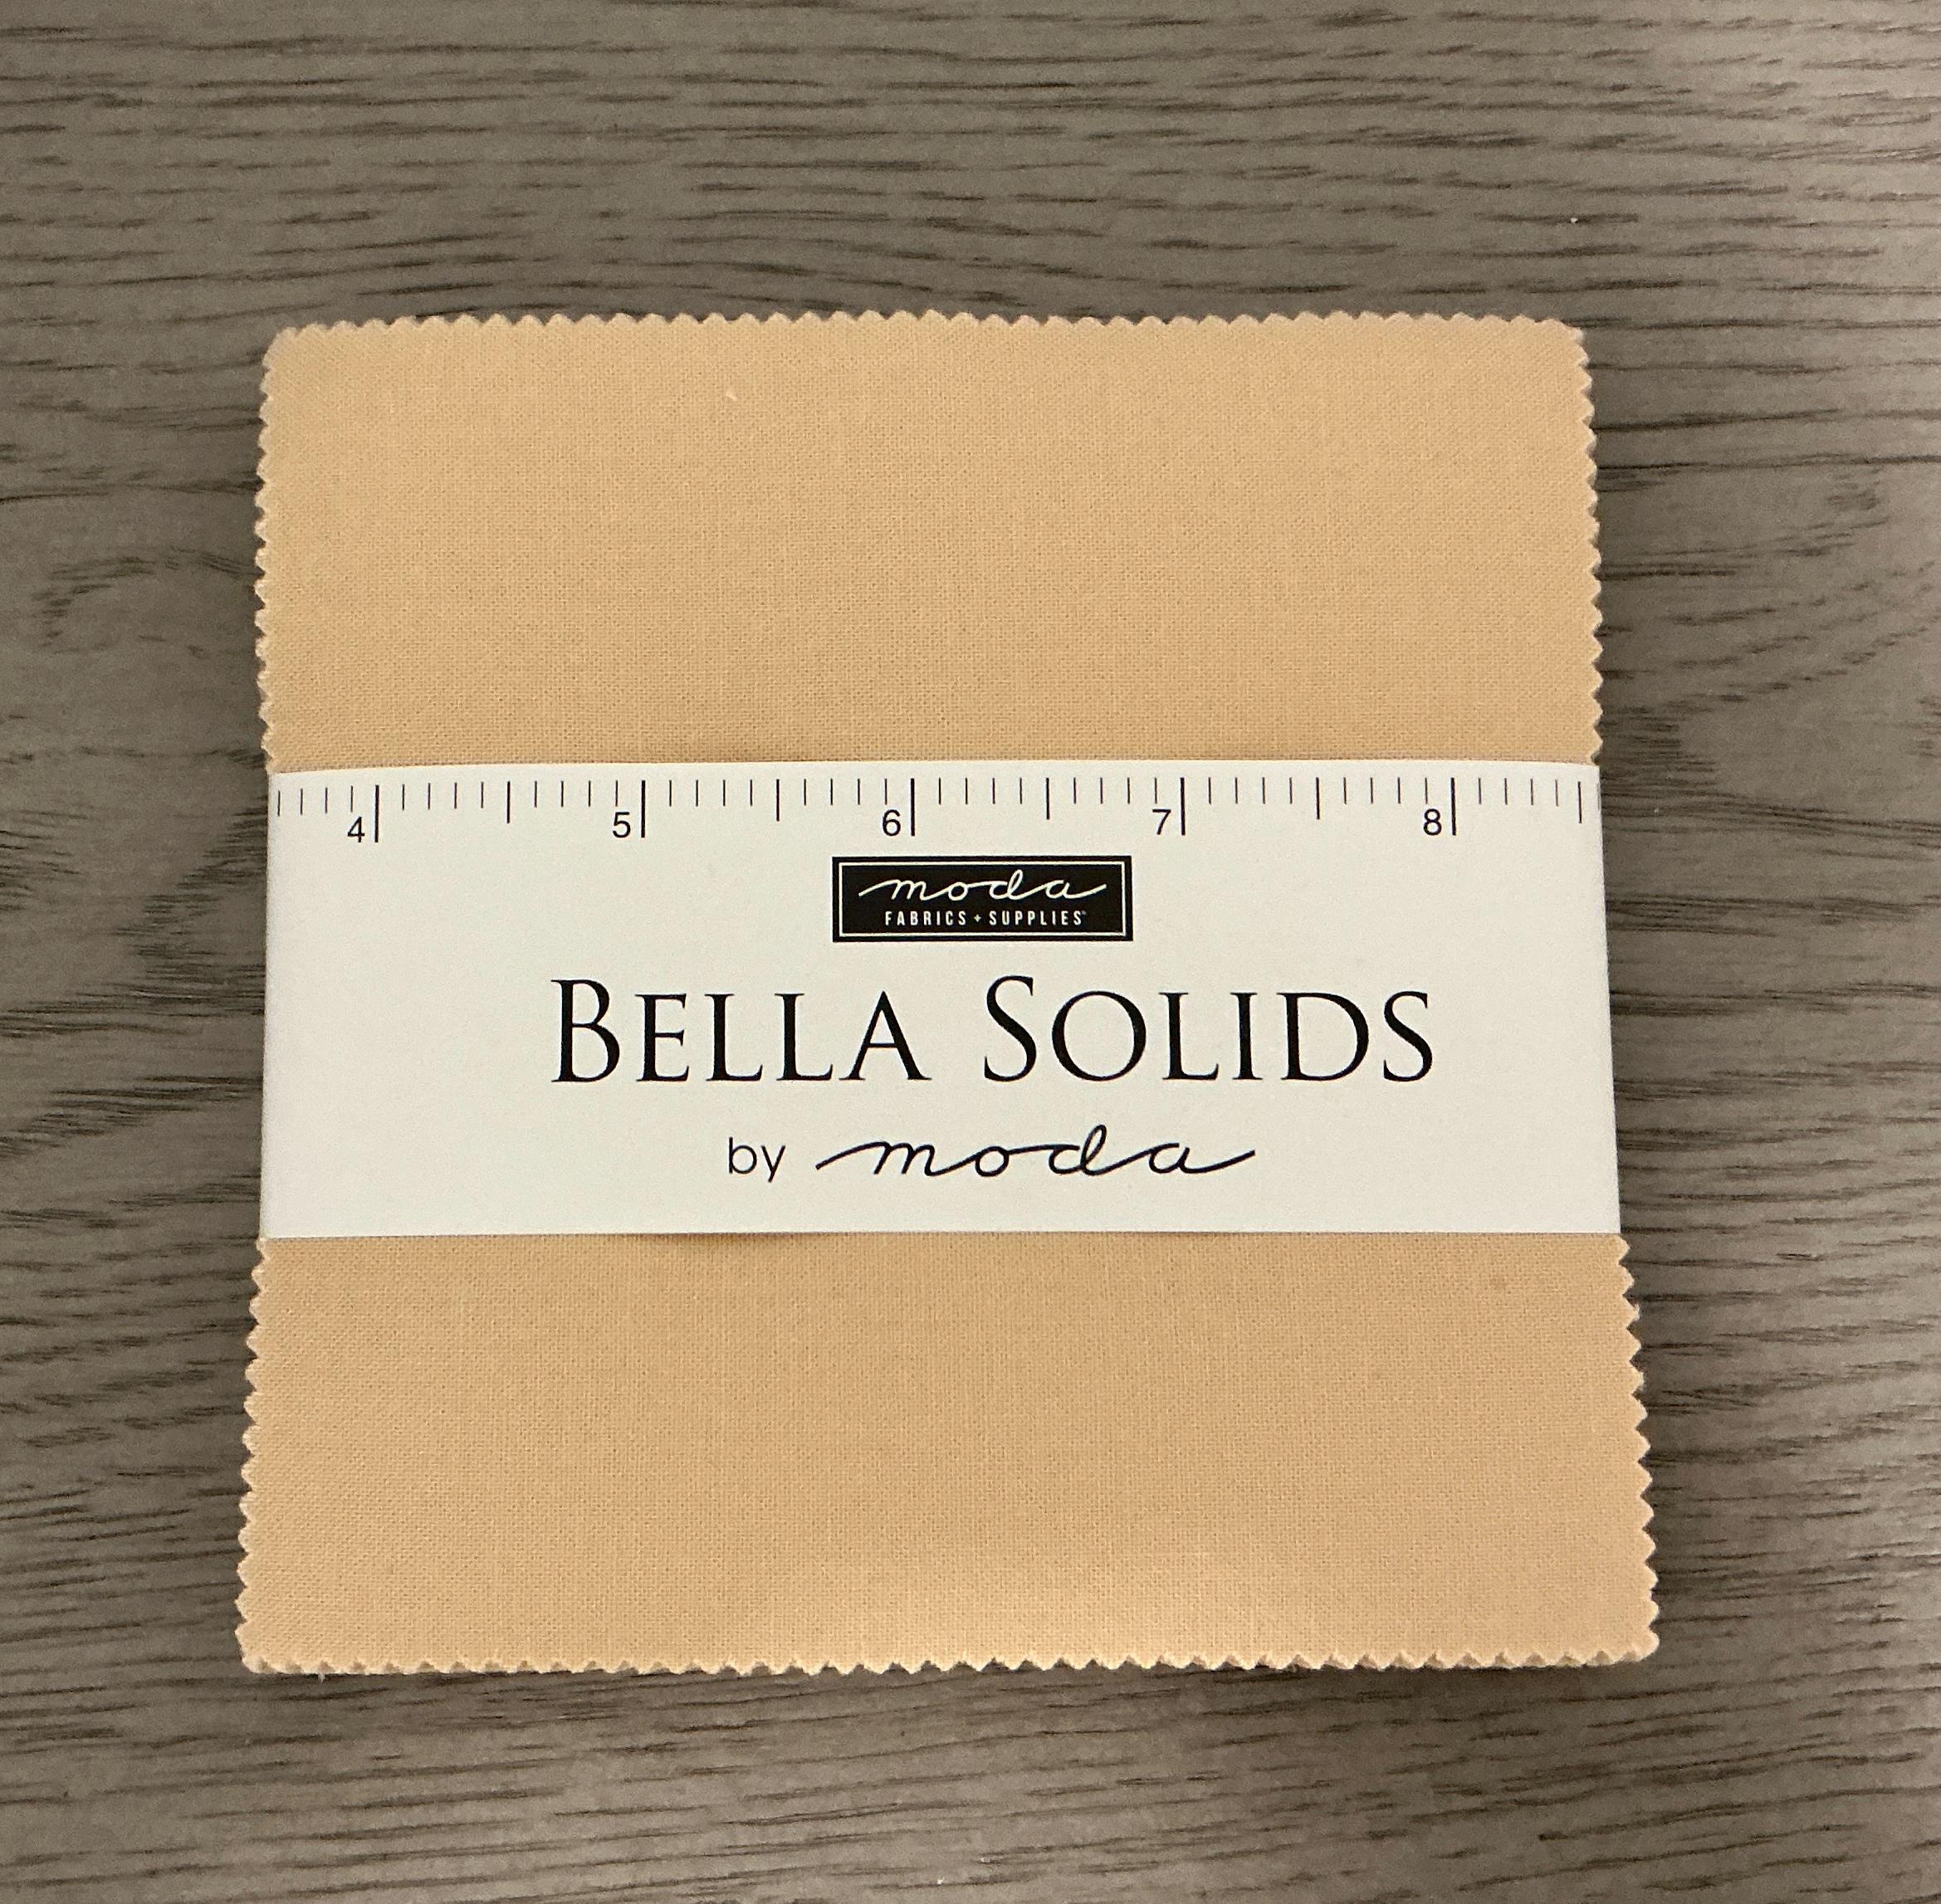 4 5 6 7 8
moda
FABRICS + SUPPLIES
BELLA SOLIDS
by moda